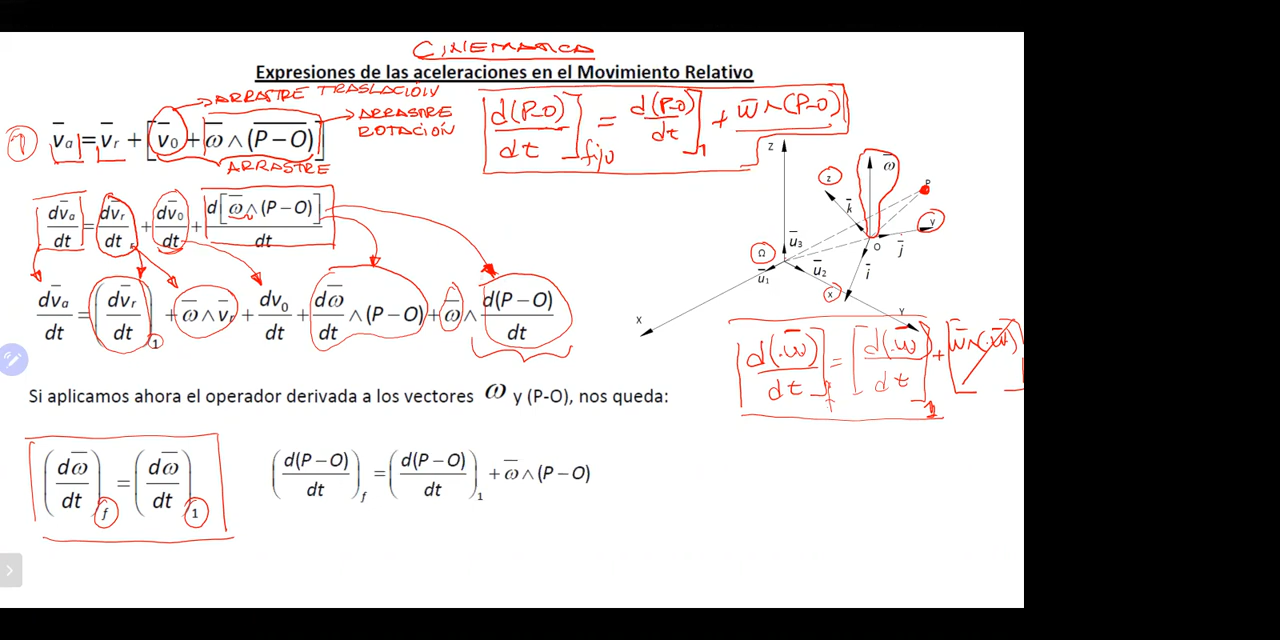 CINEMATICA
Expresiones de las aceleraciones en el Movimiento Relativo
ARRASTRE TRASLACIÓN
ARRASTRE ROTACIÓN
v̄a = v̄r + [v̄0 + ω̄ ∧ (P−O)]
ARRASTRE
d(P-O)/dt]fijo = d(P-O)/dt]1 + ω̄ ∧ (P-O)
dv̄a/dt = dv̄r/dt + dv̄0/dt + d[ω̄ ∧ (P−O)]/dt
dv̄a/dt = (dv̄r/dt)1 + ω̄ ∧ v̄r + dv0/dt + dω̄/dt ∧ (P−O) + ω̄ ∧ d(P−O)/dt
Z
ω̄
P
z
k̄
y
O
j̄
ū3
Ω
ī
ū1
ū2
x
X
Y
[d(·ω̄)/dt]f = [d(·ω̄)/dt]1 + [ω̄ ∧ (·ω̄)]
Si aplicamos ahora el operador derivada a los vectores ω y (P-O), nos queda:
(dω̄/dt)f = (dω̄/dt)1
(d(P−O)/dt)f = (d(P−O)/dt)1 + ω̄ ∧ (P−O)